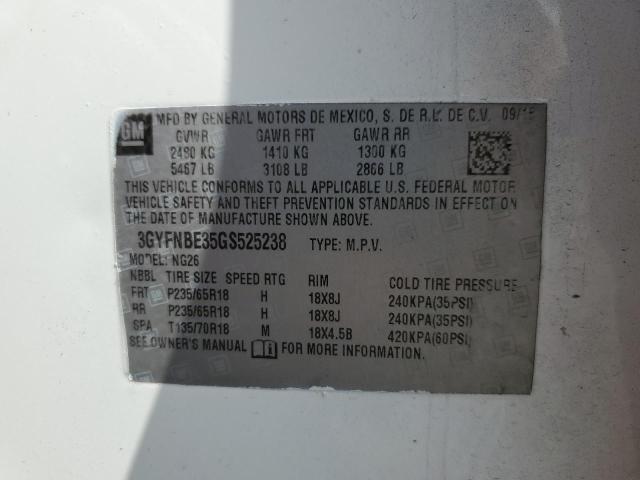 GM
MFD BY GENERAL MOTORS DE MEXICO, S. DE R.L. DE C.V. 09/15
GVWR GAWR FRT GAWR RR
2480 KG 1410 KG 1300 KG
5467 LB 3108 LB 2866 LB
THIS VEHICLE CONFORMS TO ALL APPLICABLE U.S. FEDERAL MOTOR
VEHICLE SAFETY AND THEFT PREVENTION STANDARDS IN EFFECT ON
THE DATE OF MANUFACTURE SHOWN ABOVE.
3GYFNBE35GS525238 TYPE: M.P.V.
MODEL: NG26
NBBL TIRE SIZE SPEED RTG RIM COLD TIRE PRESSURE
FRT P235/65R18 H 18X8J 240KPA(35PSI)
RR P235/65R18 H 18X8J 240KPA(35PSI)
SPA T135/70R18 M 18X4.5B 420KPA(60PSI)
SEE OWNER'S MANUAL FOR MORE INFORMATION.